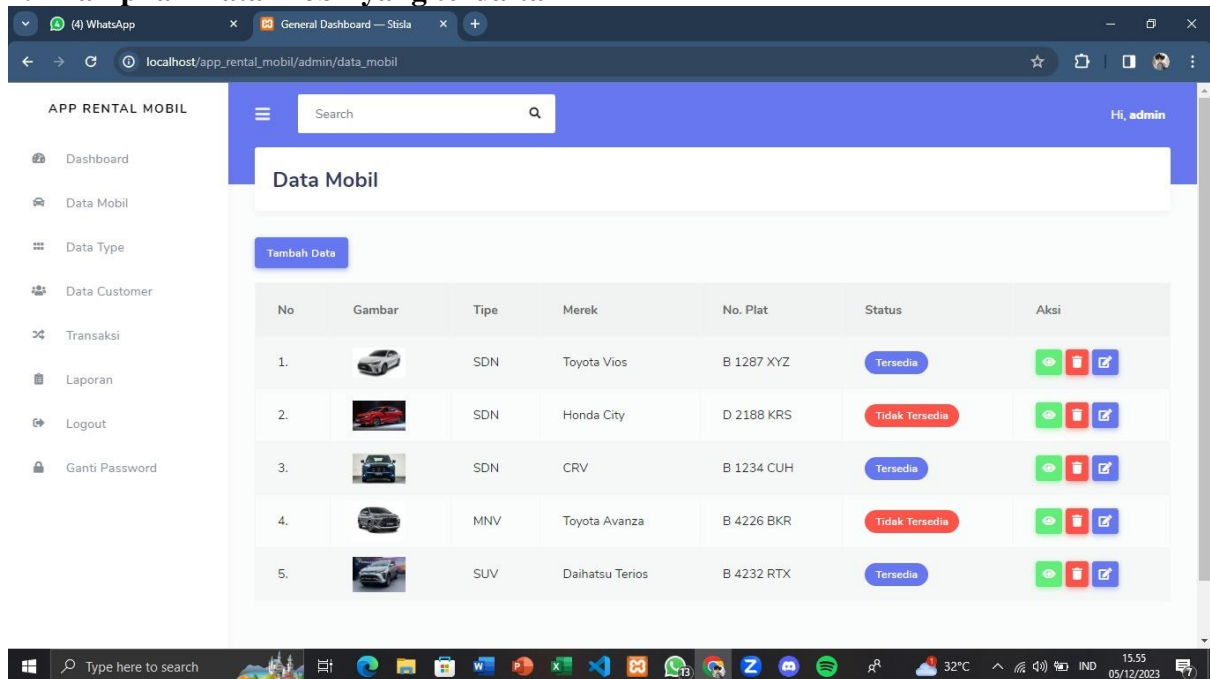 (4) WhatsApp
General Dashboard — Stisla
localhost/app_rental_mobil/admin/data_mobil
APP RENTAL MOBIL
Search
Hi, admin
Dashboard
Data Mobil
Data Type
Data Customer
Transaksi
Laporan
Logout
Ganti Password
Data Mobil
Tambah Data
No Gambar Tipe Merek No. Plat Status Aksi
1. SDN Toyota Vios B 1287 XYZ Tersedia
2. SDN Honda City D 2188 KRS Tidak Tersedia
3. SDN CRV B 1234 CUH Tersedia
4. MNV Toyota Avanza B 4226 BKR Tidak Tersedia
5. SUV Daihatsu Terios B 4232 RTX Tersedia
Type here to search
32°C
IND
15.55
05/12/2023